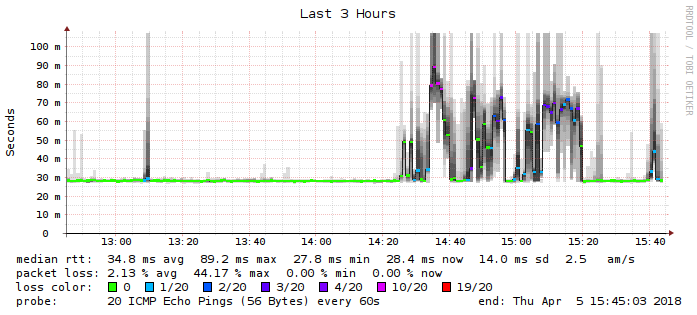 Last 3 Hours
RRDTOOL / TOBI OETIKER
Seconds
100 m
90 m
80 m
70 m
60 m
50 m
40 m
30 m
20 m
10 m
0
13:00 13:20 13:40 14:00 14:20 14:40 15:00 15:20 15:40
median rtt: 34.8 ms avg 89.2 ms max 27.8 ms min 28.4 ms now 14.0 ms sd 2.5 am/s
packet loss: 2.13 % avg 44.17 % max 0.00 % min 0.00 % now
loss color: 0 1/20 2/20 3/20 4/20 10/20 19/20
probe: 20 ICMP Echo Pings (56 Bytes) every 60s end: Thu Apr 5 15:45:03 2018